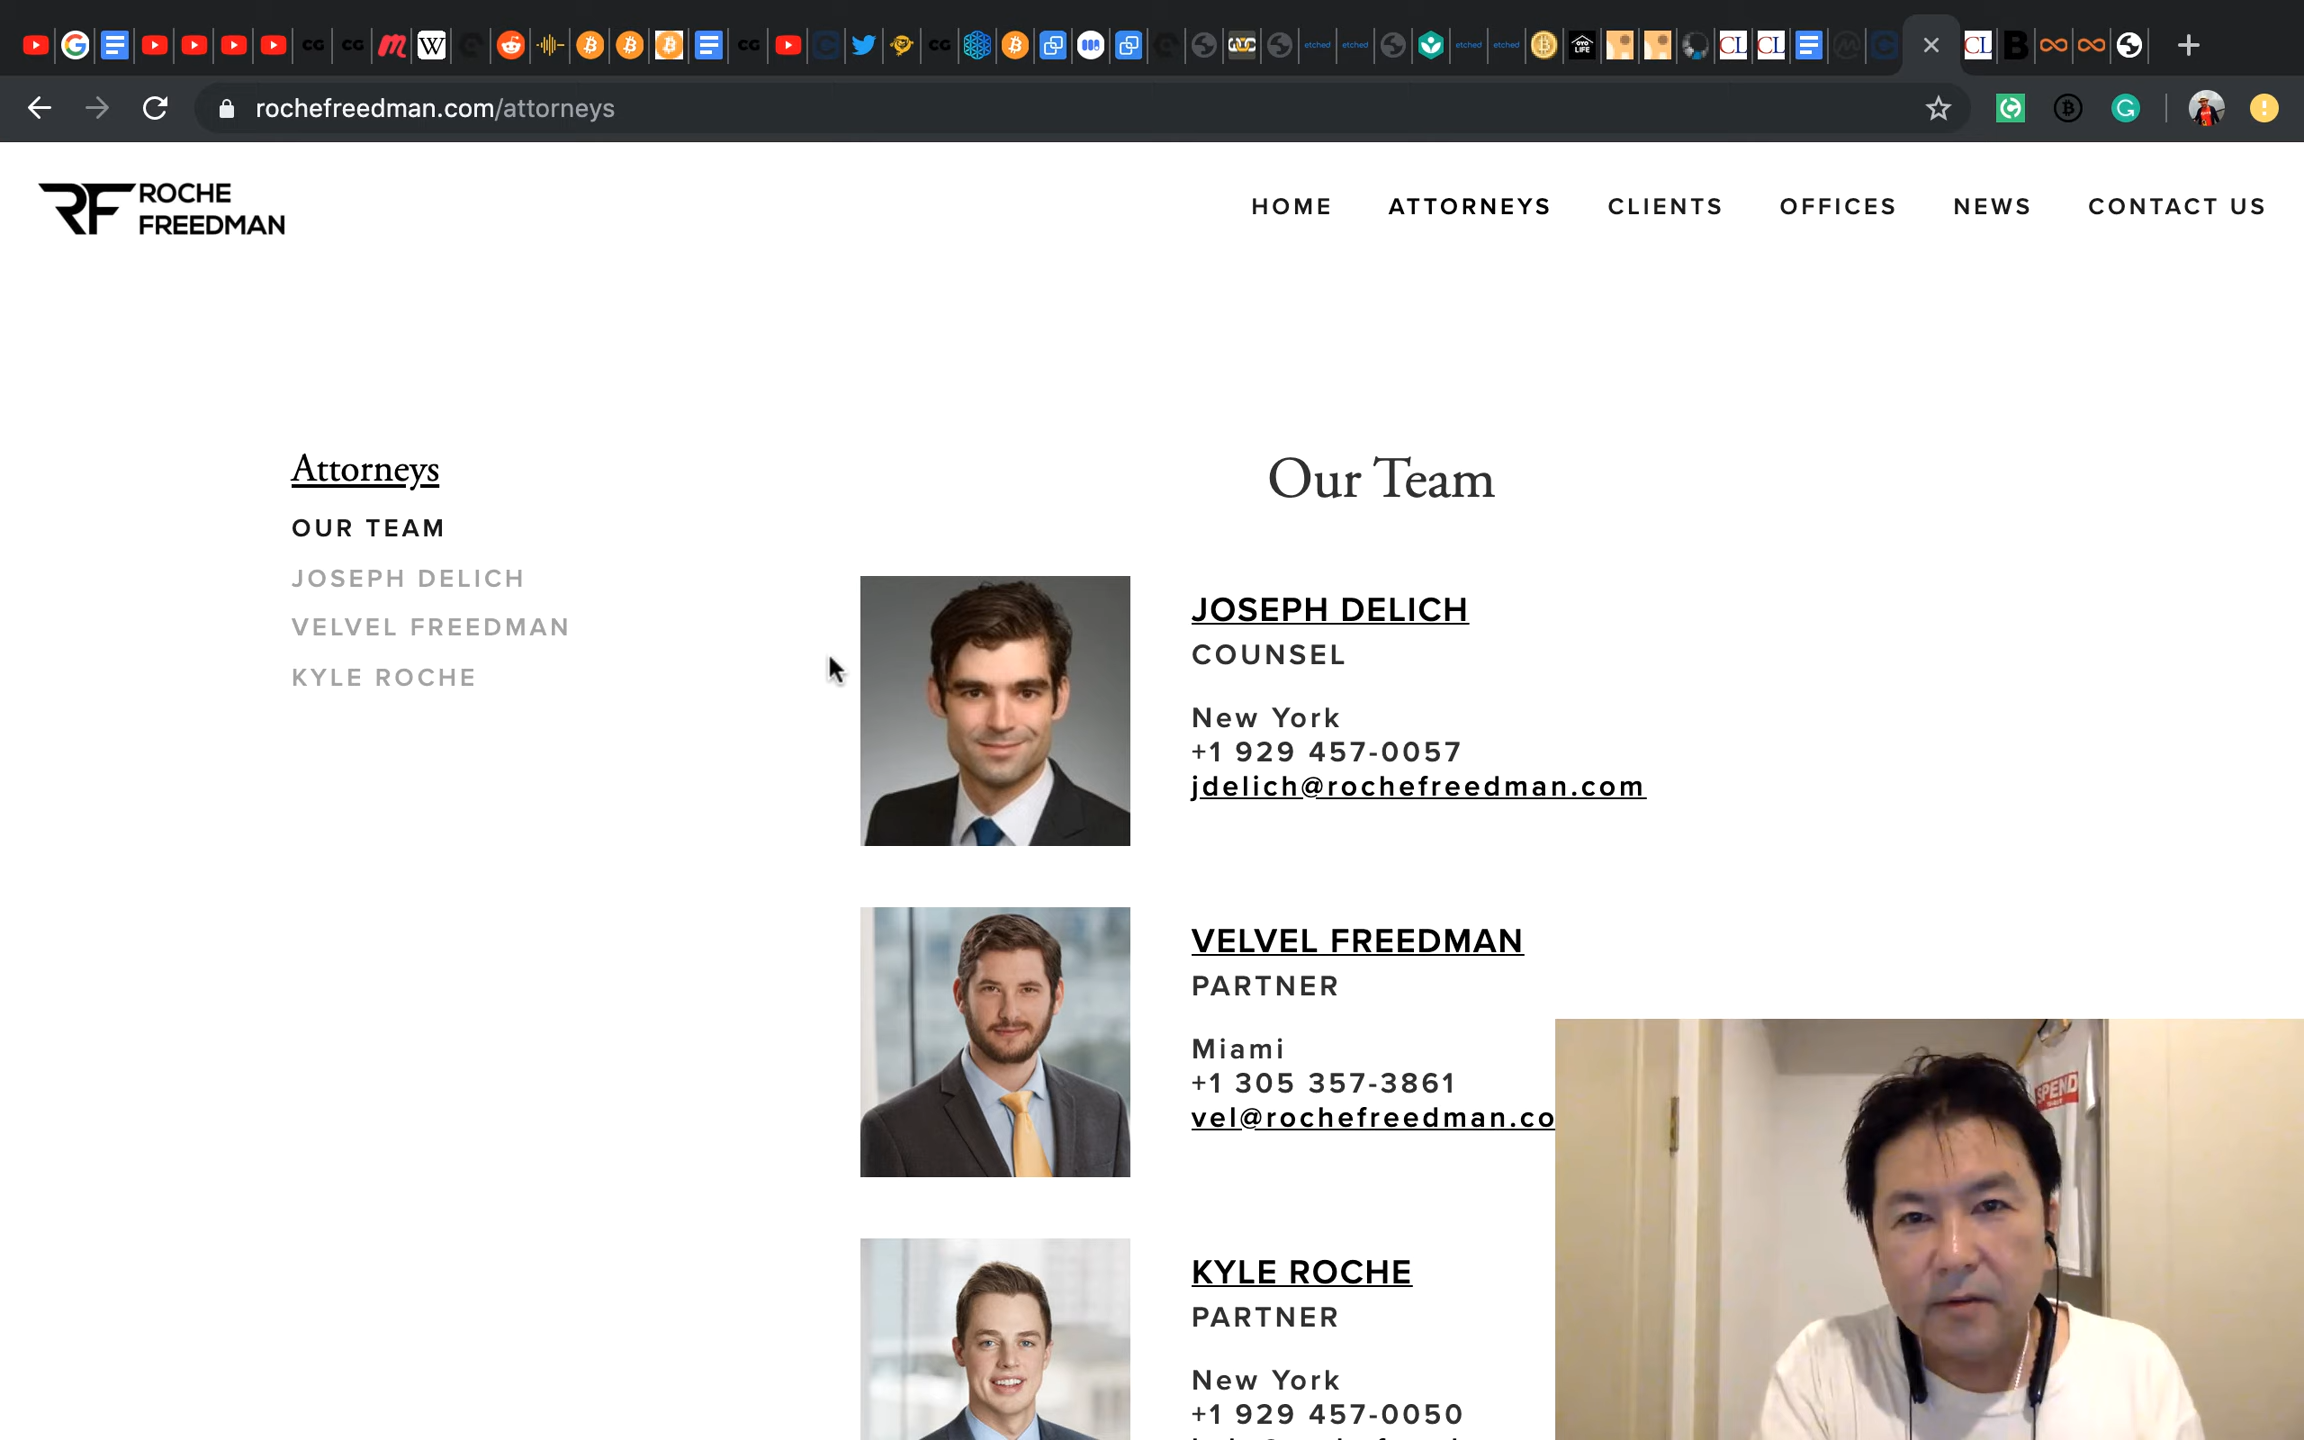 rochefreedman.com/attorneys
ROCHE
FREEDMAN
HOME ATTORNEYS CLIENTS OFFICES NEWS CONTACT US
Attorneys
OUR TEAM
JOSEPH DELICH
VELVEL FREEDMAN
KYLE ROCHE
Our Team
JOSEPH DELICH
COUNSEL
New York
+1 929 457-0057
jdelich@rochefreedman.com
VELVEL FREEDMAN
PARTNER
Miami
+1 305 357-3861
vel@rochefreedman.co
KYLE ROCHE
PARTNER
New York
+1 929 457-0050
SPEND